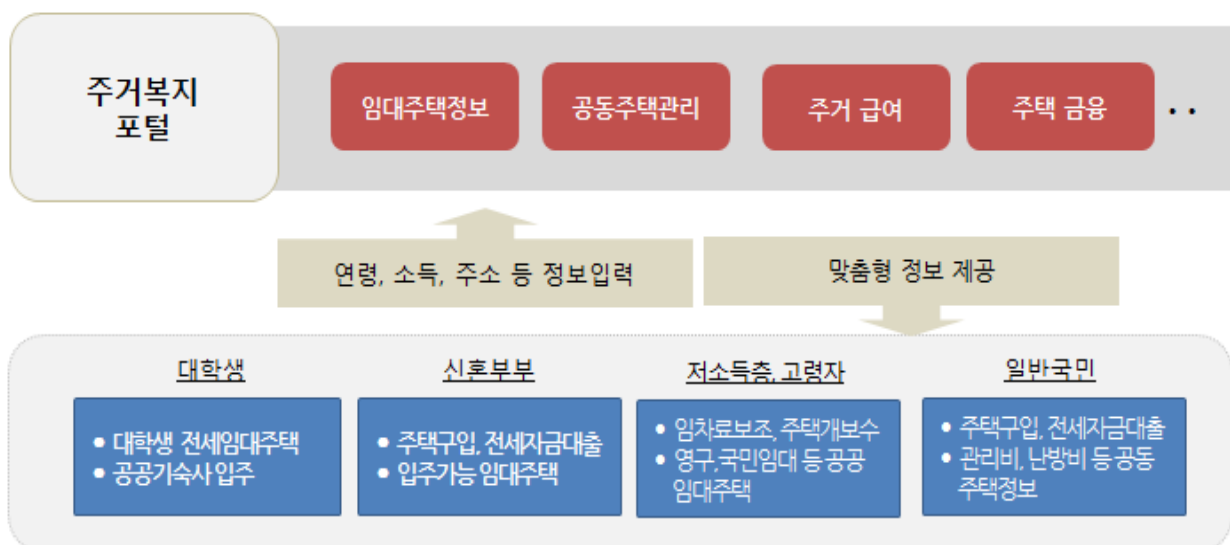 주거복지
포털
임대주택정보
공동주택관리
주거 급여
주택 금융
· ·
연령, 소득, 주소 등 정보입력
맞춤형 정보 제공
대학생
• 대학생 전세임대주택
• 공공기숙사 입주
신혼부부
• 주택구입, 전세자금대출
• 입주가능 임대주택
저소득층, 고령자
• 임차료보조, 주택개보수
• 영구,국민임대 등 공공
임대주택
일반국민
• 주택구입, 전세자금대출
• 관리비, 난방비 등 공동
주택정보